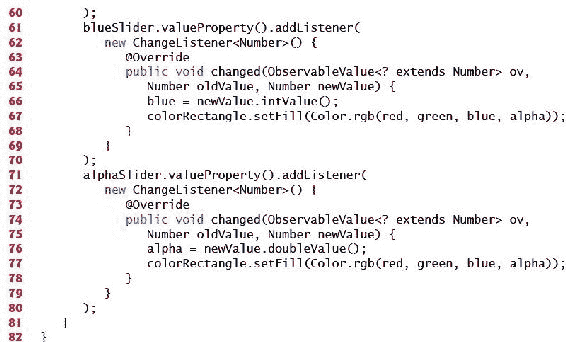 60 );
61 blueSlider.valueProperty().addListener(
62 new ChangeListener<Number>() {
63 @Override
64 public void changed(ObservableValue<? extends Number> ov,
65 Number oldValue, Number newValue) {
66 blue = newValue.intValue();
67 colorRectangle.setFill(Color.rgb(red, green, blue, alpha));
68 }
69 }
70 );
71 alphaSlider.valueProperty().addListener(
72 new ChangeListener<Number>() {
73 @Override
74 public void changed(ObservableValue<? extends Number> ov,
75 Number oldValue, Number newValue) {
76 alpha = newValue.doubleValue();
77 colorRectangle.setFill(Color.rgb(red, green, blue, alpha));
78 }
79 }
80 );
81 }
82 }